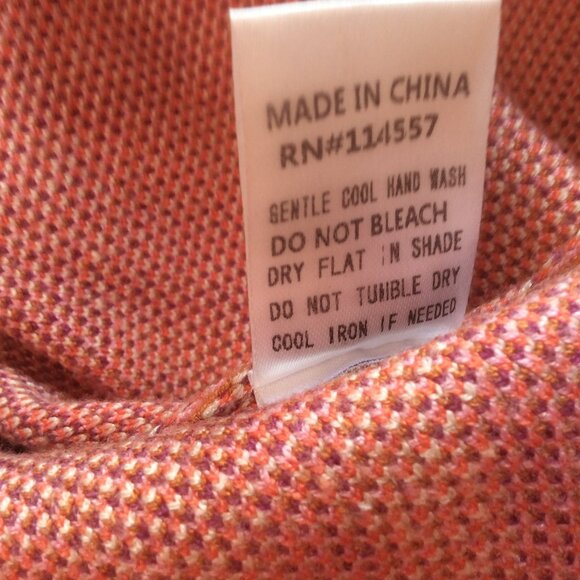 MADE IN CHINA
RN#114557
GENTLE COOL HAND WASH
DO NOT BLEACH
DRY FLAT IN SHADE
DO NOT TUMBLE DRY
COOL IRON IF NEEDED